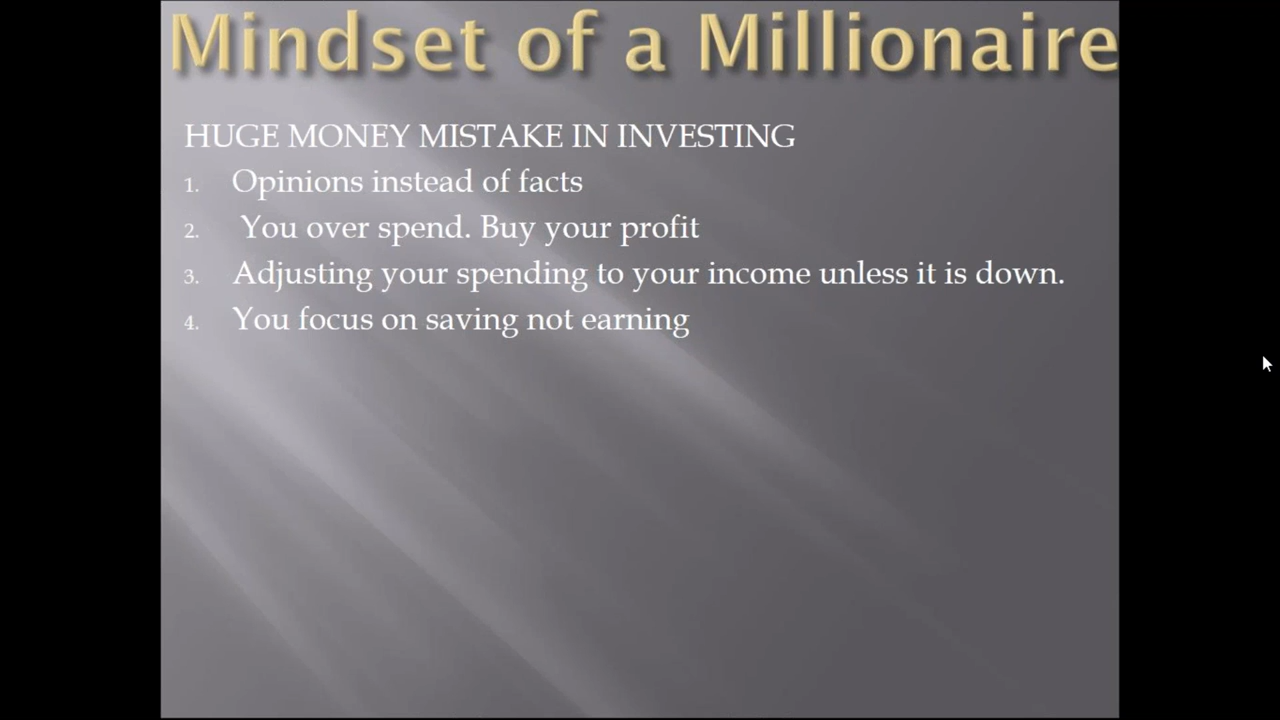 Mindset of a Millionaire
HUGE MONEY MISTAKE IN INVESTING
1. Opinions instead of facts
2. You over spend. Buy your profit
3. Adjusting your spending to your income unless it is down.
4. You focus on saving not earning